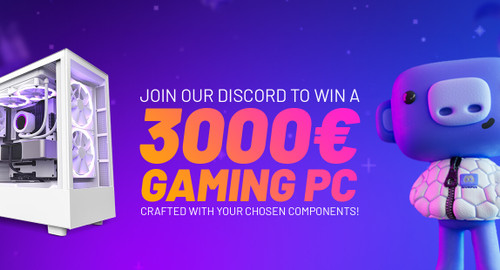 JOIN OUR DISCORD TO WIN A
3000€
GAMING PC
CRAFTED WITH YOUR CHOSEN COMPONENTS!